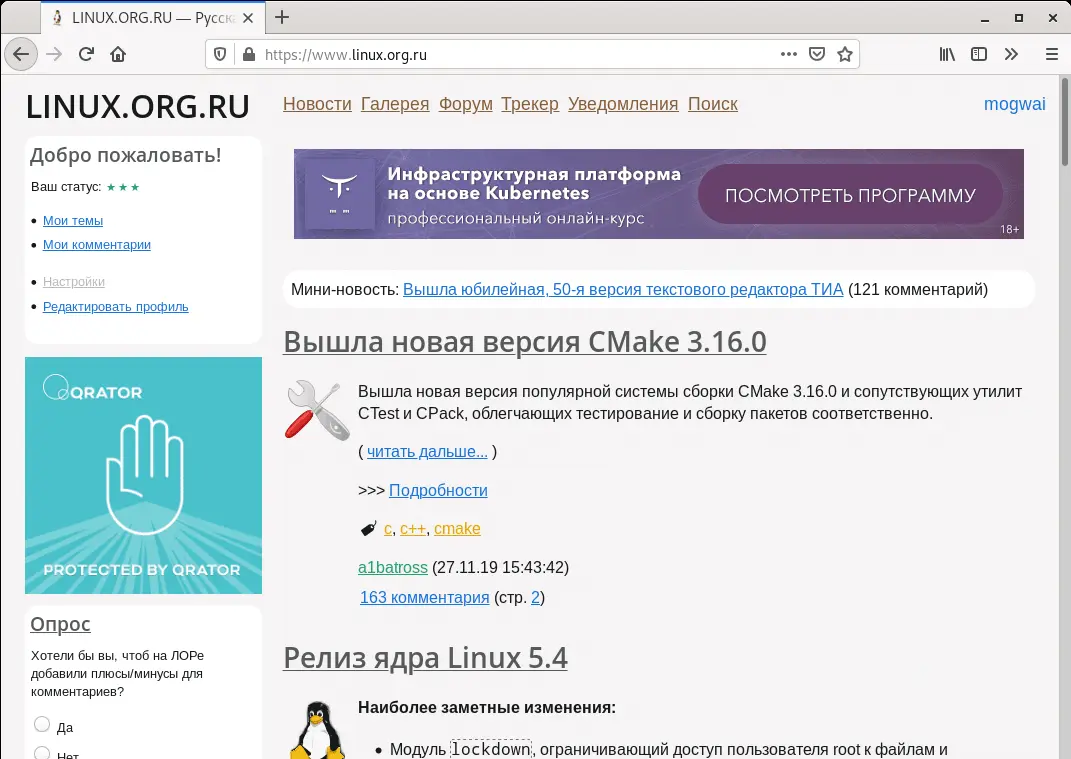 LINUX.ORG.RU — Русска
https://www.linux.org.ru
LINUX.ORG.RU
Новости Галерея Форум Трекер Уведомления Поиск
mogwai
Добро пожаловать!
Ваш статус: ★ ★ ★
Мои темы
Мои комментарии
Настройки
Редактировать профиль
QRATOR
PROTECTED BY QRATOR
Опрос
Хотели бы вы, чтоб на ЛОРе
добавили плюсы/минусы для
комментариев?
Да
Нет
Инфраструктурная платформа
на основе Kubernetes
профессиональный онлайн-курс
ПОСМОТРЕТЬ ПРОГРАММУ
18+
Мини-новость: Вышла юбилейная, 50-я версия текстового редактора TИA (121 комментарий)
Вышла новая версия CMake 3.16.0
Вышла новая версия популярной системы сборки CMake 3.16.0 и сопутствующих утилит
CTest и CPack, облегчающих тестирование и сборку пакетов соответственно.
( читать дальше... )
>>> Подробности
c, c++, cmake
a1batross (27.11.19 15:43:42)
163 комментария (стр. 2)
Релиз ядра Linux 5.4
Наиболее заметные изменения:
• Модуль lockdown, ограничивающий доступ пользователя root к файлам и